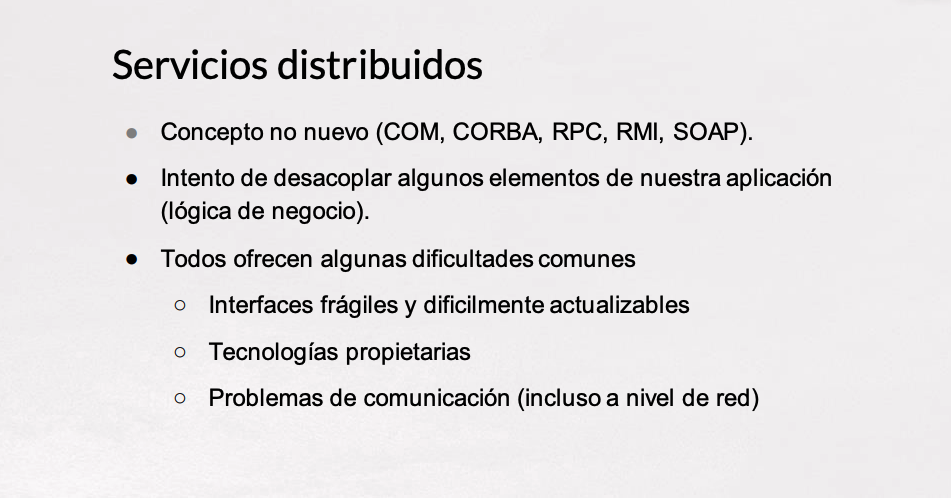 Servicios distribuidos
● Concepto no nuevo (COM, CORBA, RPC, RMI, SOAP).
● Intento de desacoplar algunos elementos de nuestra aplicación
(lógica de negocio).
● Todos ofrecen algunas dificultades comunes
○ Interfaces frágiles y dificilmente actualizables
○ Tecnologías propietarias
○ Problemas de comunicación (incluso a nivel de red)